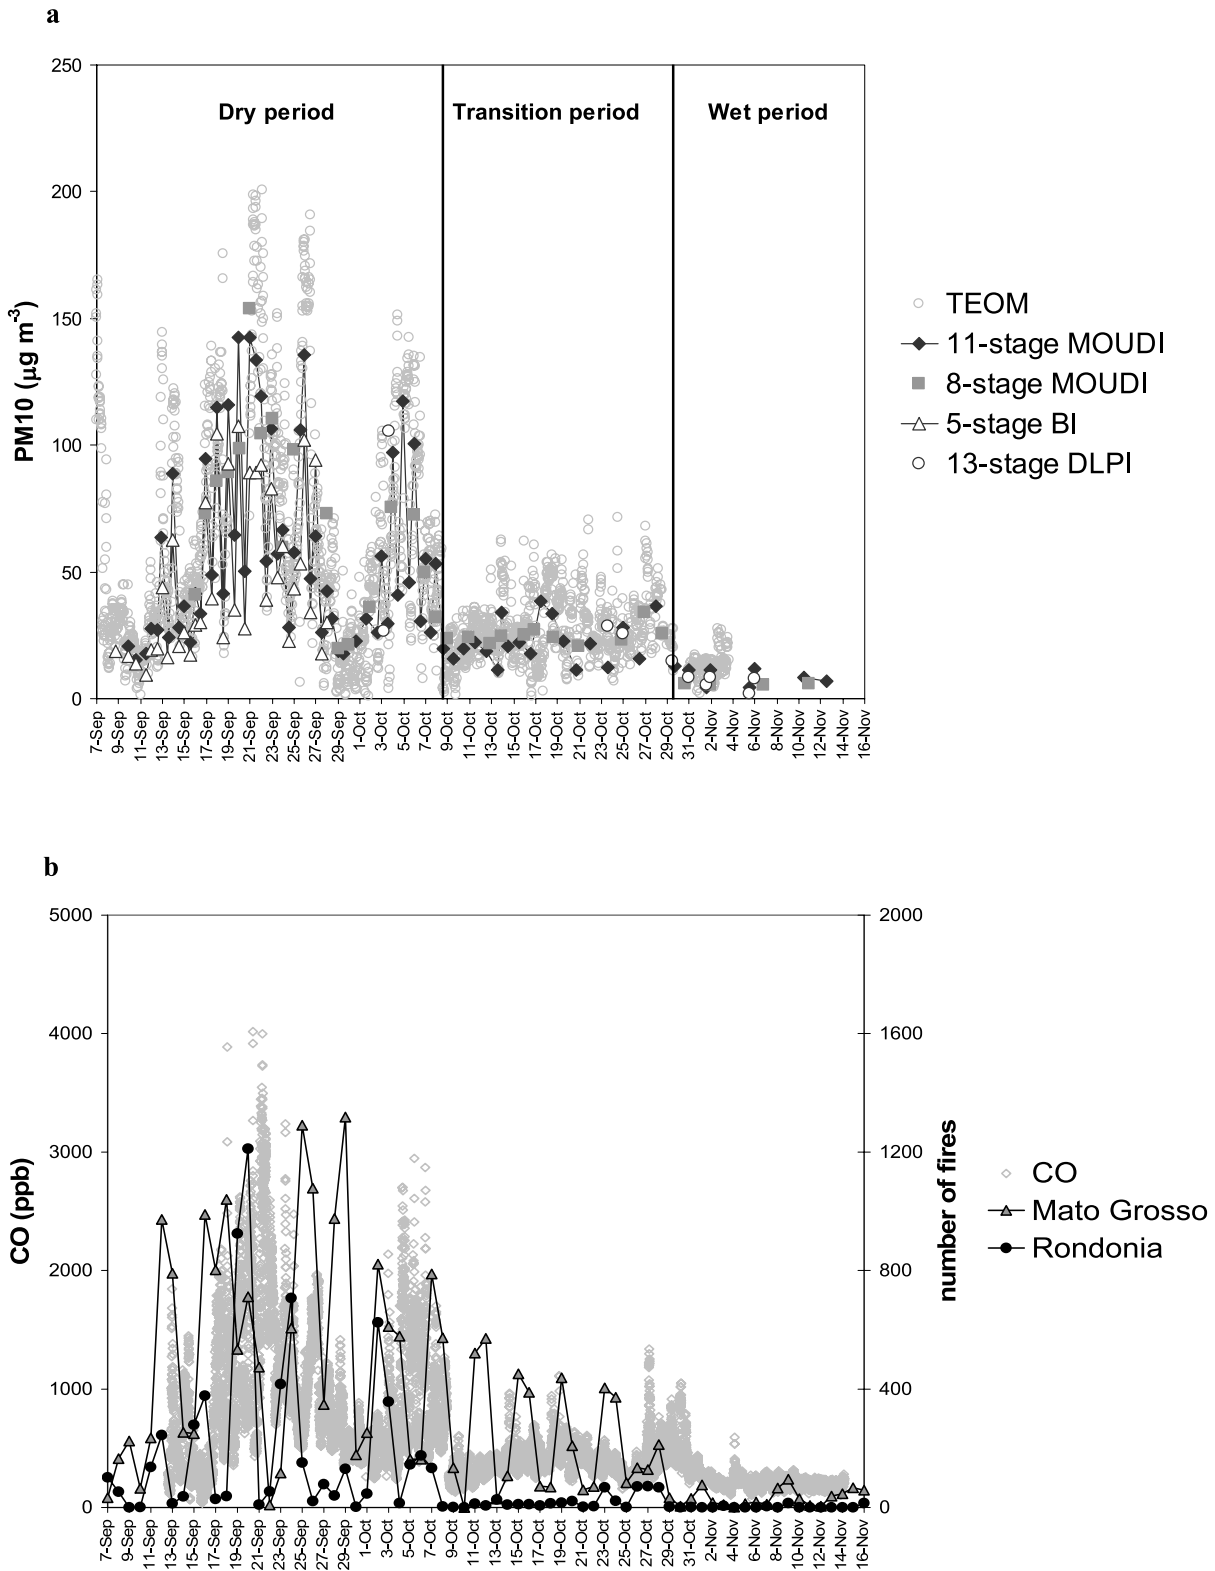 a
250
200
150
100
50
0
PM10 (µg m-3)
Dry period
Transition period
Wet period
7-Sep
9-Sep
11-Sep
13-Sep
15-Sep
17-Sep
19-Sep
21-Sep
23-Sep
25-Sep
27-Sep
29-Sep
1-Oct
3-Oct
5-Oct
7-Oct
9-Oct
11-Oct
13-Oct
15-Oct
17-Oct
19-Oct
21-Oct
23-Oct
25-Oct
27-Oct
29-Oct
31-Oct
2-Nov
4-Nov
6-Nov
8-Nov
10-Nov
12-Nov
14-Nov
16-Nov
TEOM
11-stage MOUDI
8-stage MOUDI
5-stage BI
13-stage DLPI
b
5000
4000
3000
2000
1000
0
CO (ppb)
2000
1600
1200
800
400
0
number of fires
7-Sep
9-Sep
11-Sep
13-Sep
15-Sep
17-Sep
19-Sep
21-Sep
23-Sep
25-Sep
27-Sep
29-Sep
1-Oct
3-Oct
5-Oct
7-Oct
9-Oct
11-Oct
13-Oct
15-Oct
17-Oct
19-Oct
21-Oct
23-Oct
25-Oct
27-Oct
29-Oct
31-Oct
2-Nov
4-Nov
6-Nov
8-Nov
10-Nov
12-Nov
14-Nov
16-Nov
CO
Mato Grosso
Rondonia